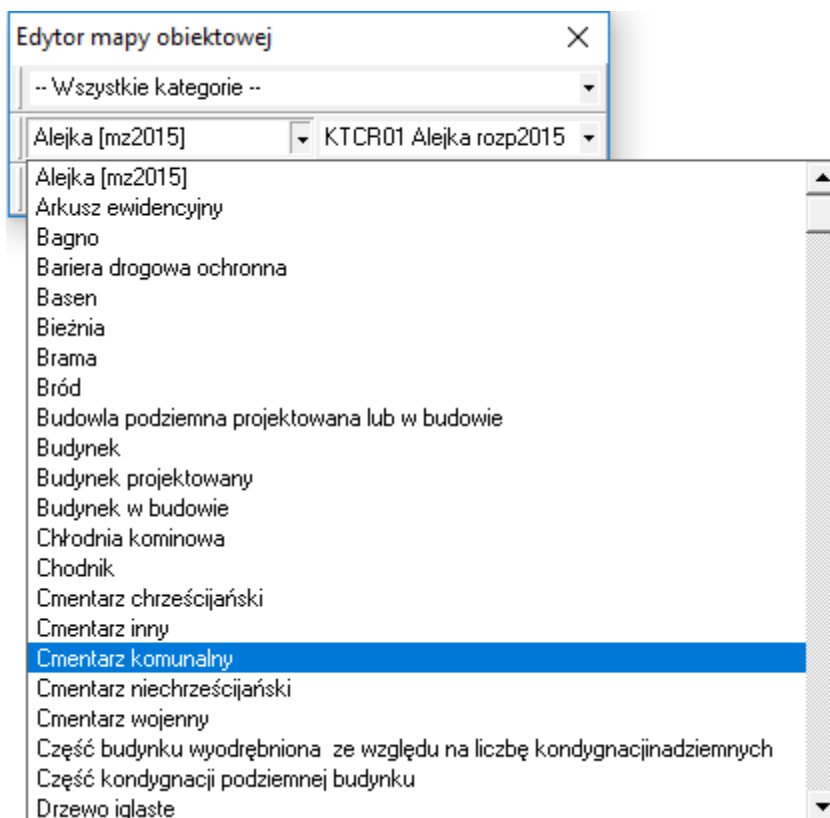 Edytor mapy obiektowej
-- Wszystkie kategorie --
Alejka [mz2015] KTCR01 Alejka rozp2015
Alejka [mz2015]
Arkusz ewidencyjny
Bagno
Bariera drogowa ochronna
Basen
Bieżnia
Brama
Bród
Budowla podziemna projektowana lub w budowie
Budynek
Budynek projektowany
Budynek w budowie
Chłodnia kominowa
Chodnik
Cmentarz chrześcijański
Cmentarz inny
Cmentarz komunalny
Cmentarz niechrześcijański
Cmentarz wojenny
Część budynku wyodrębniona  ze względu na liczbę kondygnacjinadziemnych
Część kondygnacji podziemnej budynku
Drzewo iglaste